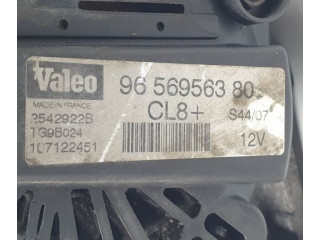 Valeo 96 569563 80
MADE IN FRANCE CL8+ S44/07
2542922B
TG9B024 12V
107122451